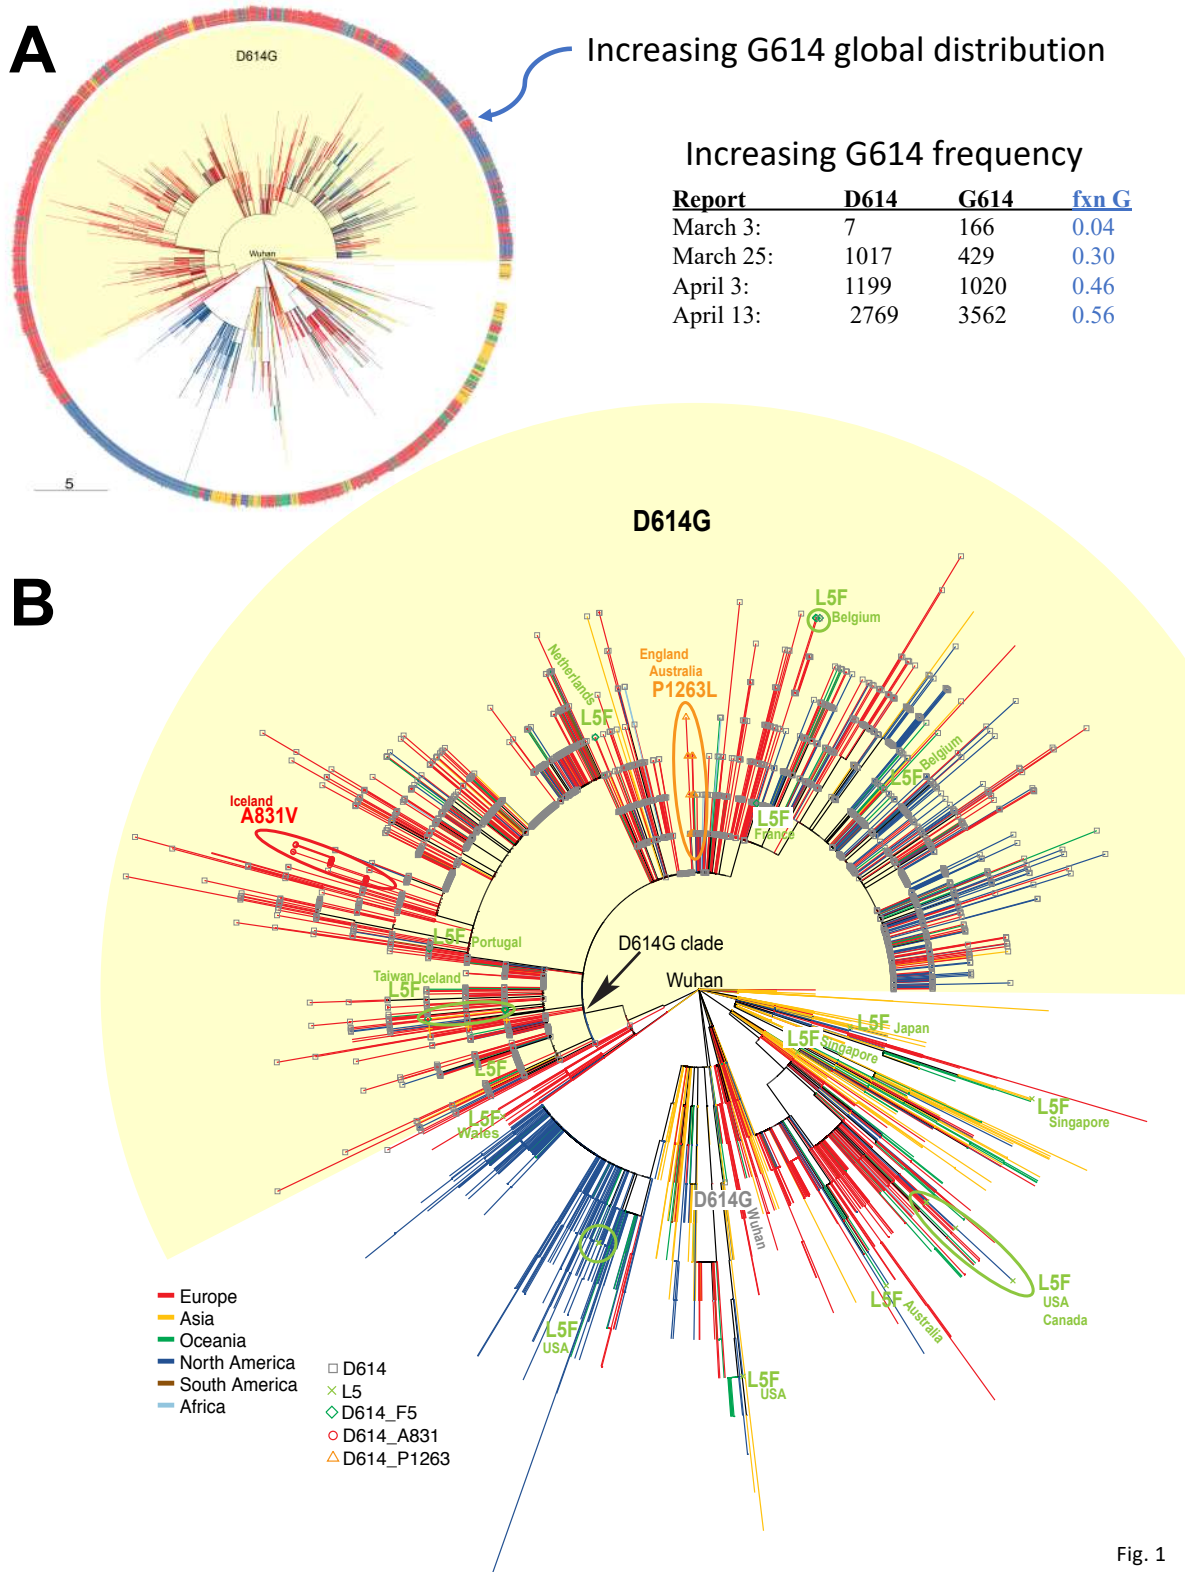 A
D614G
Increasing G614 global distribution
Wuhan
5
Increasing G614 frequency
Report D614 G614 fxn G
March 3: 7 166 0.04
March 25: 1017 429 0.30
April 3: 1199 1020 0.46
April 13: 2769 3562 0.56
B
D614G
L5F
Belgium
Netherlands
L5F
England
Australia
P1263L
L5F Belgium
L5F
France
Iceland
A831V
L5F Portugal
D614G clade
Wuhan
Taiwan Iceland
L5F
L5F
L5F
Wales
L5F Japan
L5F Singapore
L5F
Singapore
D614G Wuhan
L5F
USA
Canada
L5F Australia
L5F
USA
L5F
USA
Europe
Asia
Oceania
North America
South America
Africa
D614
L5
D614_F5
D614_A831
D614_P1263
Fig. 1